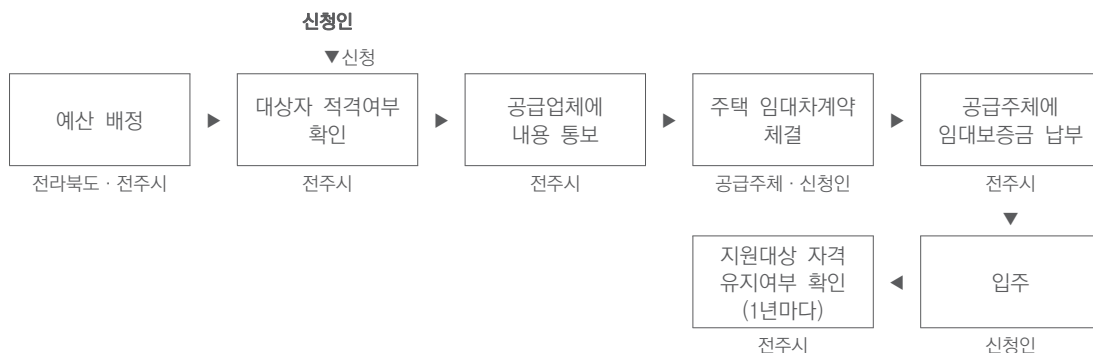 신청인
▼신청
예산 배정
▶
대상자 적격여부
확인
▶
공급업체에
내용 통보
▶
주택 임대차계약
체결
▶
공급주체에
임대보증금 납부
전라북도 · 전주시
전주시
전주시
공급주체 · 신청인
전주시
▼
지원대상 자격
유지여부 확인
(1년마다)
◀
입주
전주시
신청인